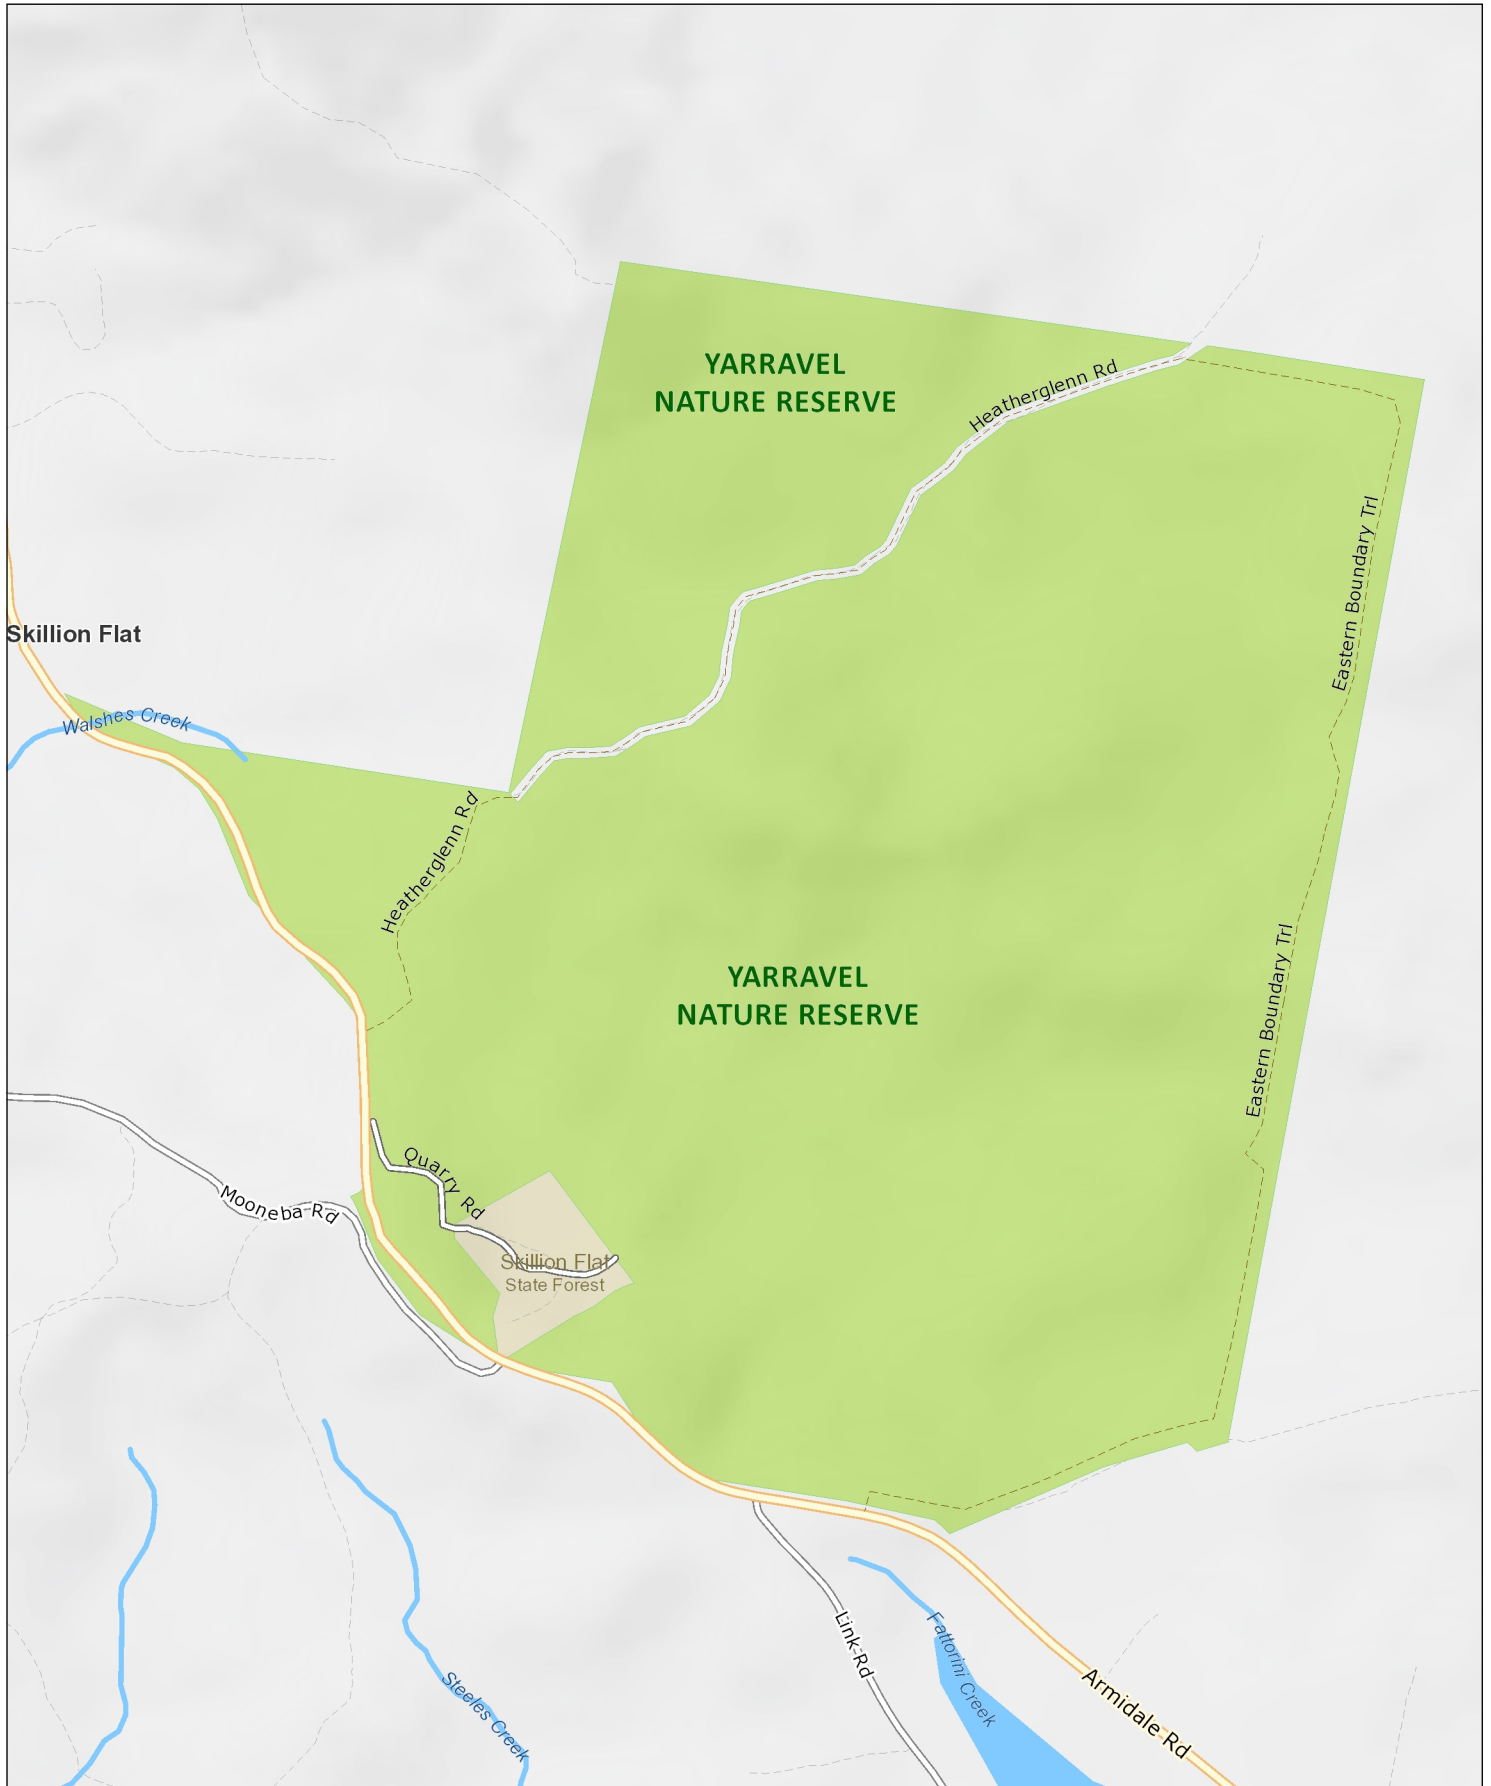 YARRAVEL
NATURE RESERVE
Heatherglenn Rd
Eastern Boundary Trl
Skillion Flat
Walshes Creek
Heatherglenn Rd
YARRAVEL
NATURE RESERVE
Eastern Boundary Trl
Quarry Rd
Mooneba Rd
Skillion Flat
State Forest
Link Rd
Fattorini Creek
Steeles Creek
Armidale Rd